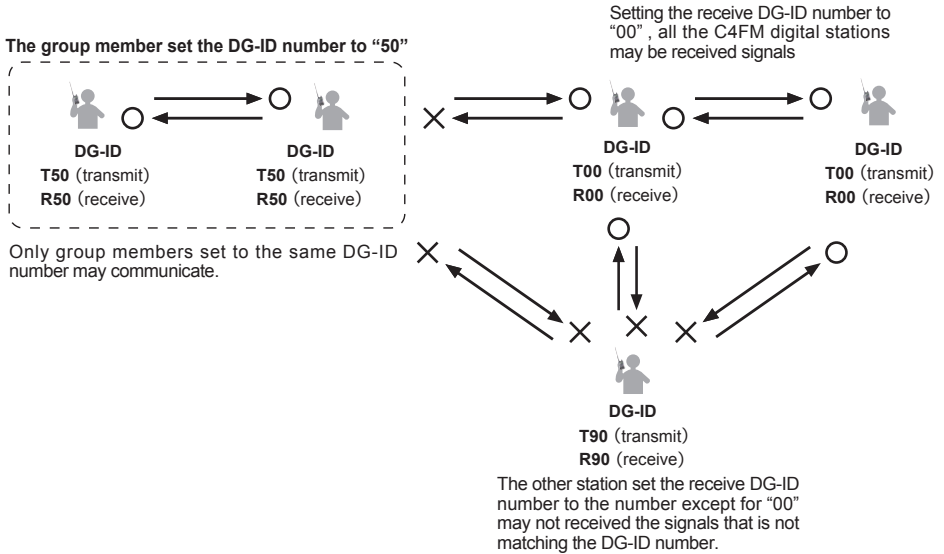 Setting the receive DG-ID number to
“00” , all the C4FM digital stations
may be received signals
The group member set the DG-ID number to “50”
DG-ID
T50 (transmit)
R50 (receive)
DG-ID
T50 (transmit)
R50 (receive)
DG-ID
T00 (transmit)
R00 (receive)
DG-ID
T00 (transmit)
R00 (receive)
Only group members set to the same DG-ID
number may communicate.
DG-ID
T90 (transmit)
R90 (receive)
The other station set the receive DG-ID
number to the number except for “00”
may not received the signals that is not
matching the DG-ID number.